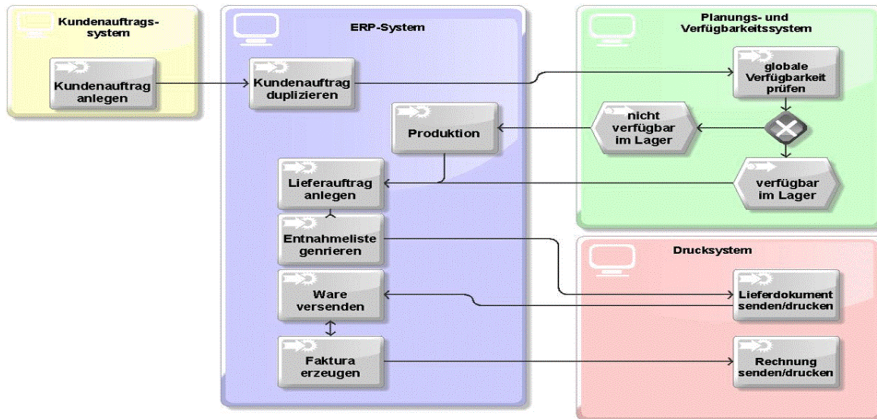 Kundenauftrags-
system
Kundenauftrag
anlegen
ERP-System
Kundenauftrag
duplizieren
Produktion
Lieferauftrag
anlegen
Entnahmeliste
genrieren
Ware
versenden
Faktura
erzeugen
Planungs- und
Verfügbarkeitssystem
globale
Verfügbarkeit
prüfen
nicht
verfügbar
im Lager
verfügbar
im Lager
Drucksystem
Lieferdokument
senden/drucken
Rechnung
senden/drucken